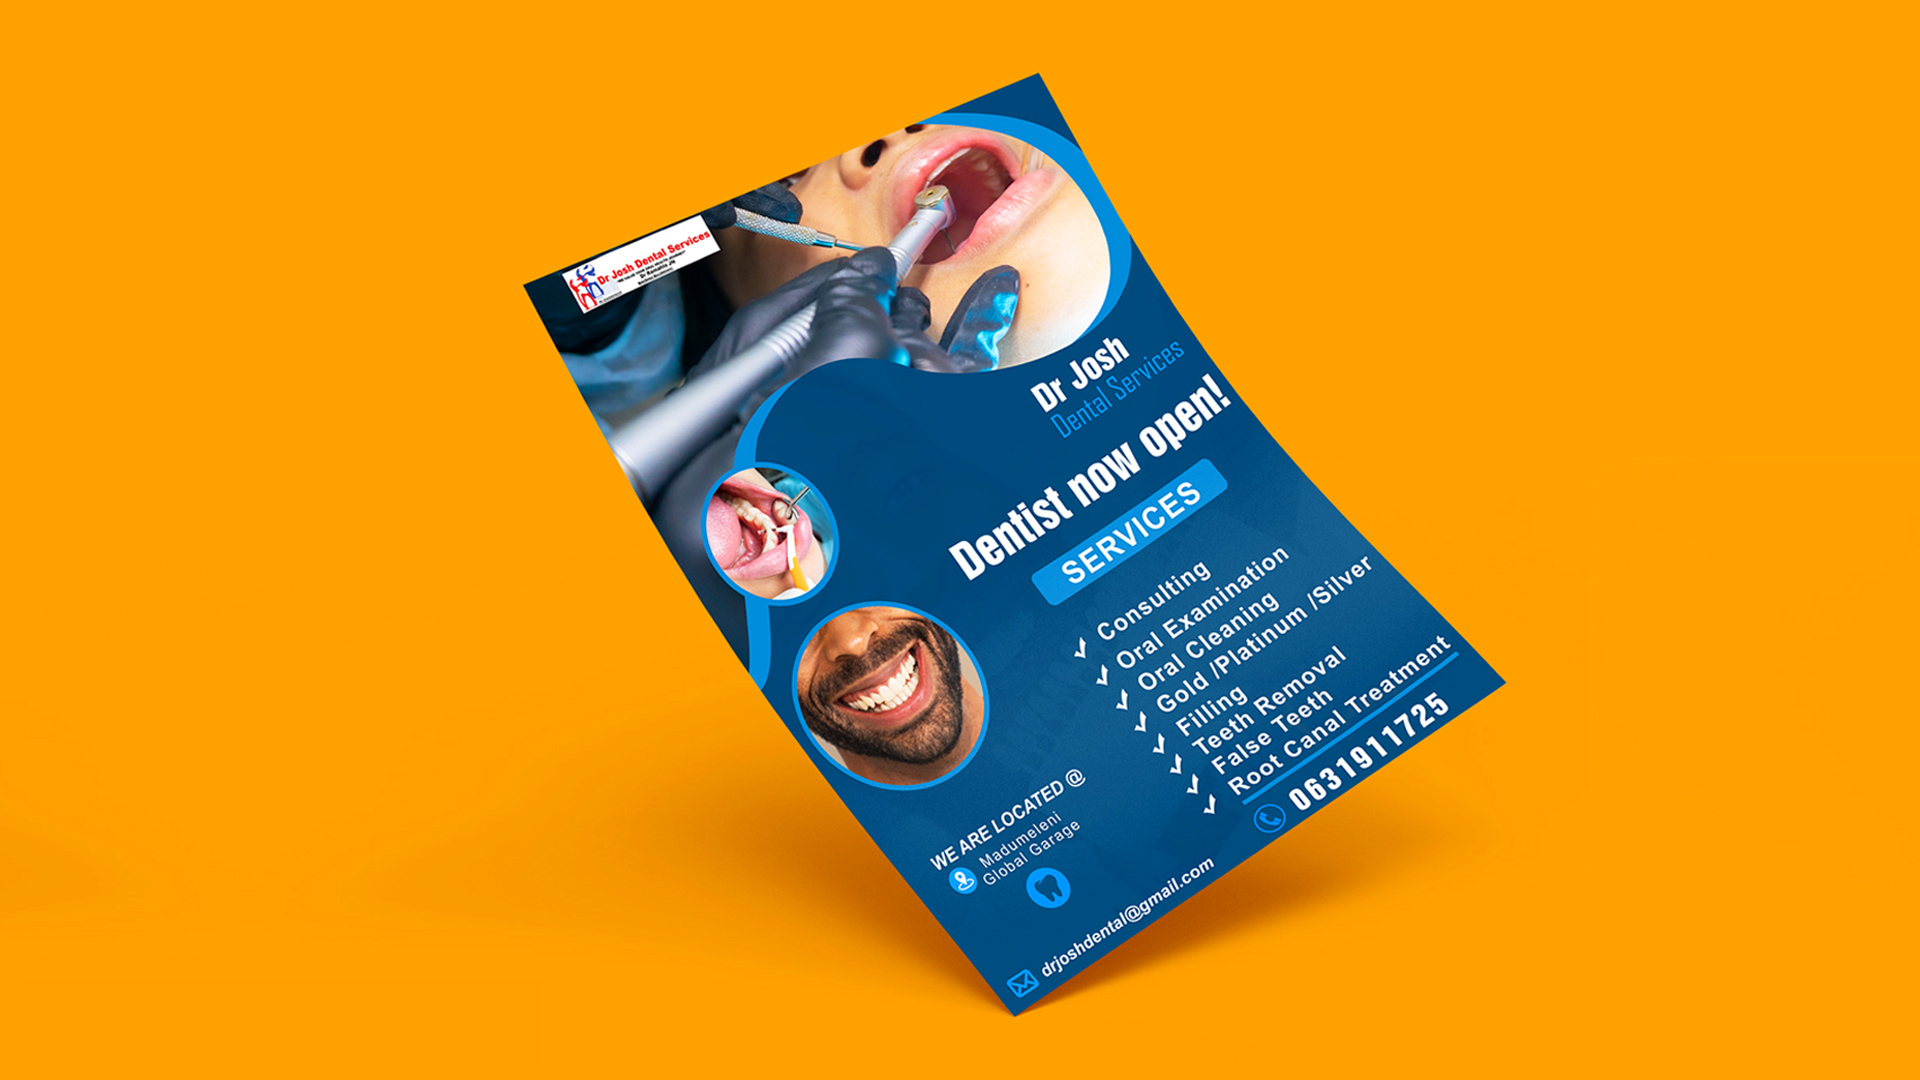 Dr Josh Dental Services
Dr Josh
Dental Services
Dentist now open!
SERVICES
Consulting
Oral Examination
Oral Cleaning
Gold /Platinum /Silver
Filling
Teeth Removal
False Teeth
Root Canal Treatment
0631911725
WE ARE LOCATED @
Madumeleni
Global Garage
drjoshdental@gmail.com